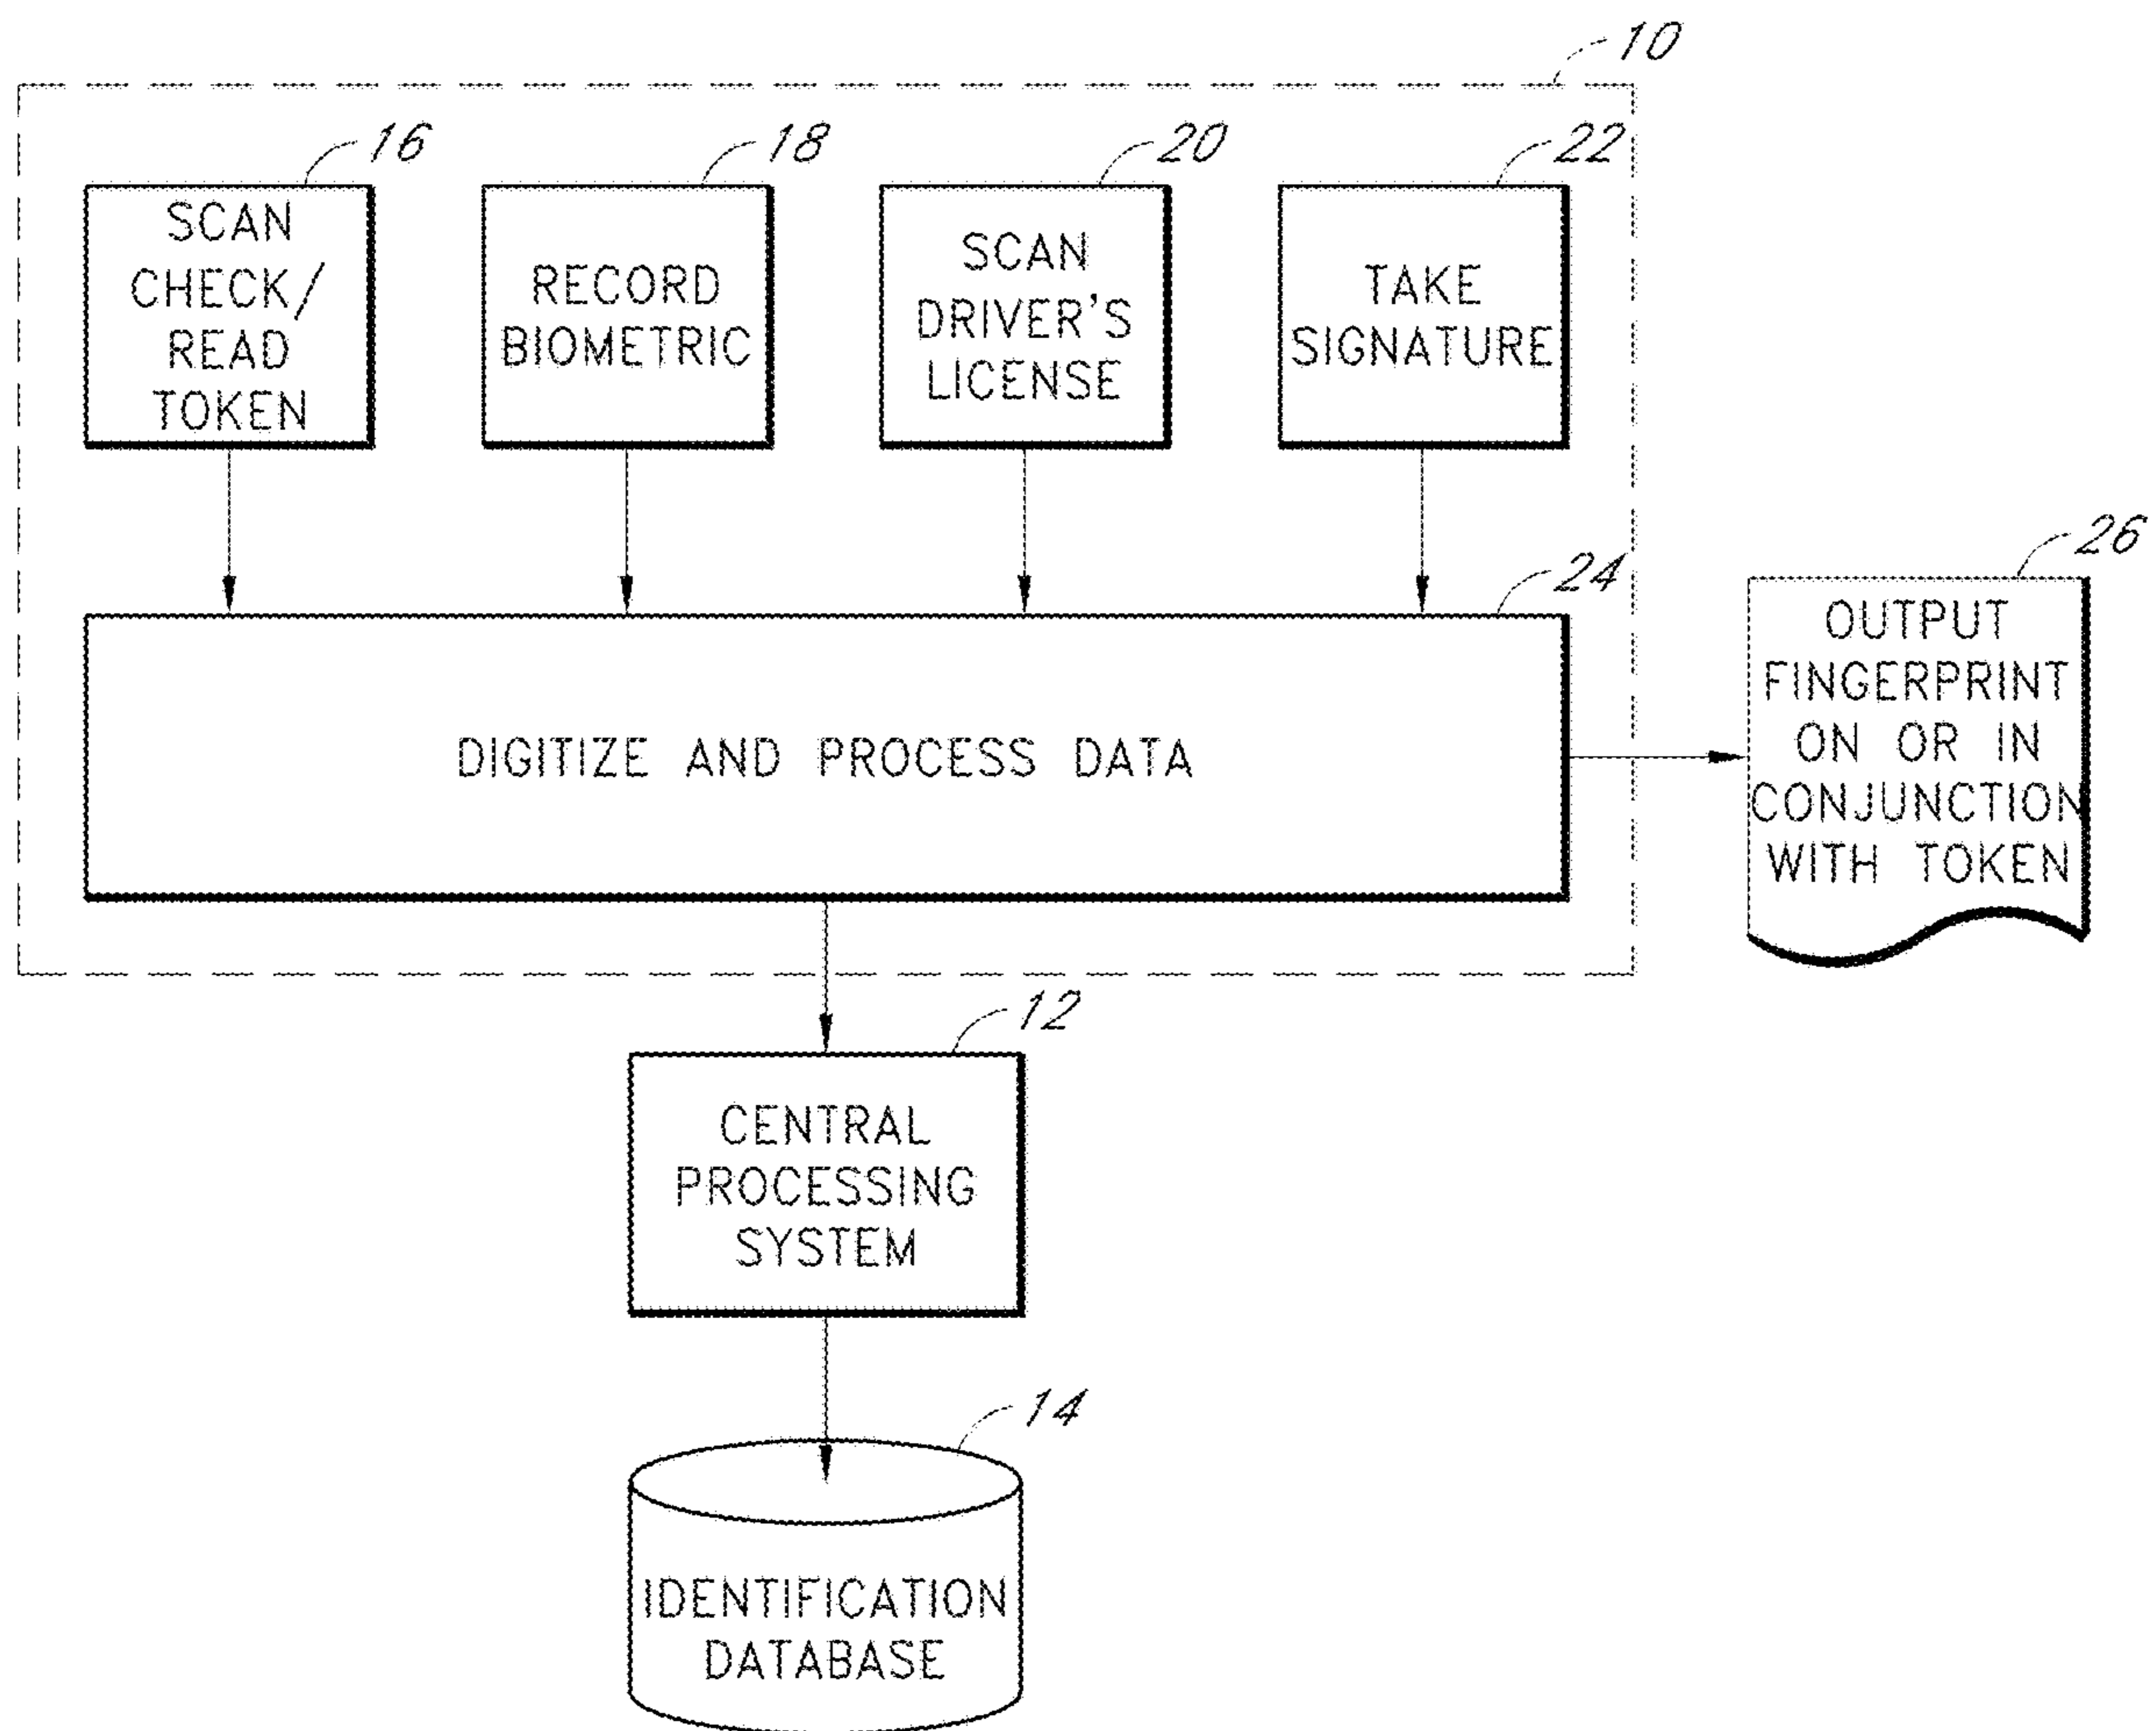 10
16
SCAN
CHECK/
READ
TOKEN
18
RECORD
BIOMETRIC
20
SCAN
DRIVER'S
LICENSE
22
TAKE
SIGNATURE
24
DIGITIZE AND PROCESS DATA
26
OUTPUT
FINGERPRINT
ON OR IN
CONJUNCTION
WITH TOKEN
12
CENTRAL
PROCESSING
SYSTEM
14
IDENTIFICATION
DATABASE